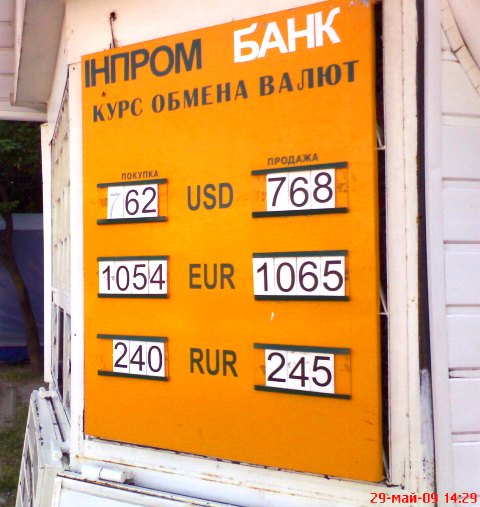 ІНПРОМ БАНК
КУРС ОБМЕНА ВАЛЮТ
ПОКУПКА ПРОДАЖА
762 USD 768
1054 EUR 1065
240 RUR 245
29-май-09 14:29